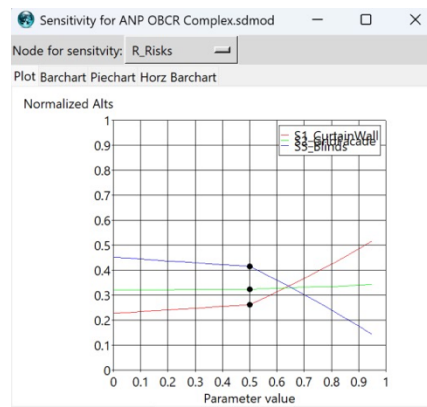 Sensitivity for ANP OBCR Complex.sdmod
Node for sensitivity: R_Risks
Plot Barchart Piechart Horz Barchart
Normalized Alts
S1_CurtainWall
S2_GridFacade
S3_Blinds
1
0.9
0.8
0.7
0.6
0.5
0.4
0.3
0.2
0.1
0
0 0.1 0.2 0.3 0.4 0.5 0.6 0.7 0.8 0.9 1
Parameter value